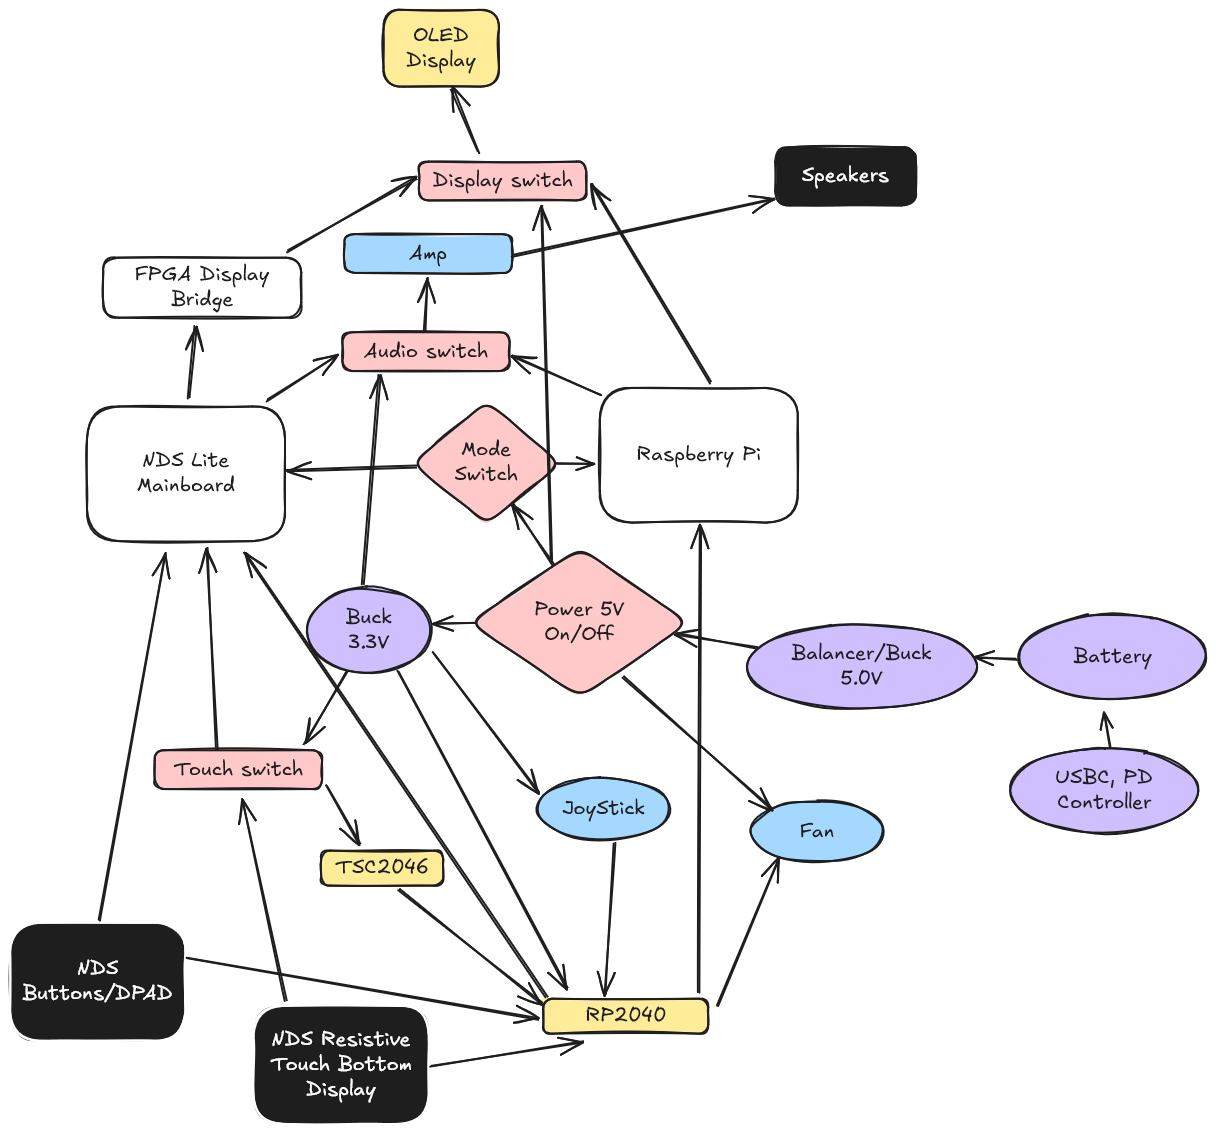 OLED
Display
Display switch
Speakers
Amp
FPGA Display
Bridge
Audio switch
NDS Lite
Mainboard
Mode
Switch
Raspberry Pi
Buck
3.3V
Power 5V
On/Off
Balancer/Buck
5.0V
Battery
Touch switch
JoyStick
USBC, PD
Controller
Fan
TSC2046
NDS
Buttons/DPAD
RP2040
NDS Resistive
Touch Bottom
Display